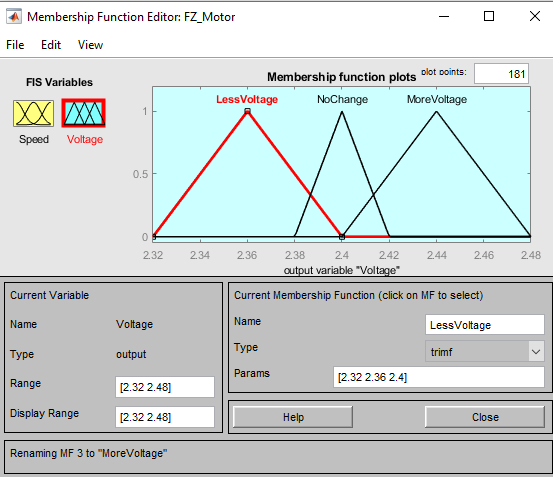 Membership Function Editor: FZ_Motor
File Edit View
FIS Variables
Speed
Voltage
Membership function plots
plot points:
181
LessVoltage
NoChange
MoreVoltage
1
0.5
0
2.32 2.34 2.36 2.38 2.4 2.42 2.44 2.46 2.48
output variable "Voltage"
Current Variable
Name Voltage
Type output
Range [2.32 2.48]
Display Range [2.32 2.48]
Current Membership Function (click on MF to select)
Name LessVoltage
Type trimf
Params [2.32 2.36 2.4]
Help Close
Renaming MF 3 to "MoreVoltage"